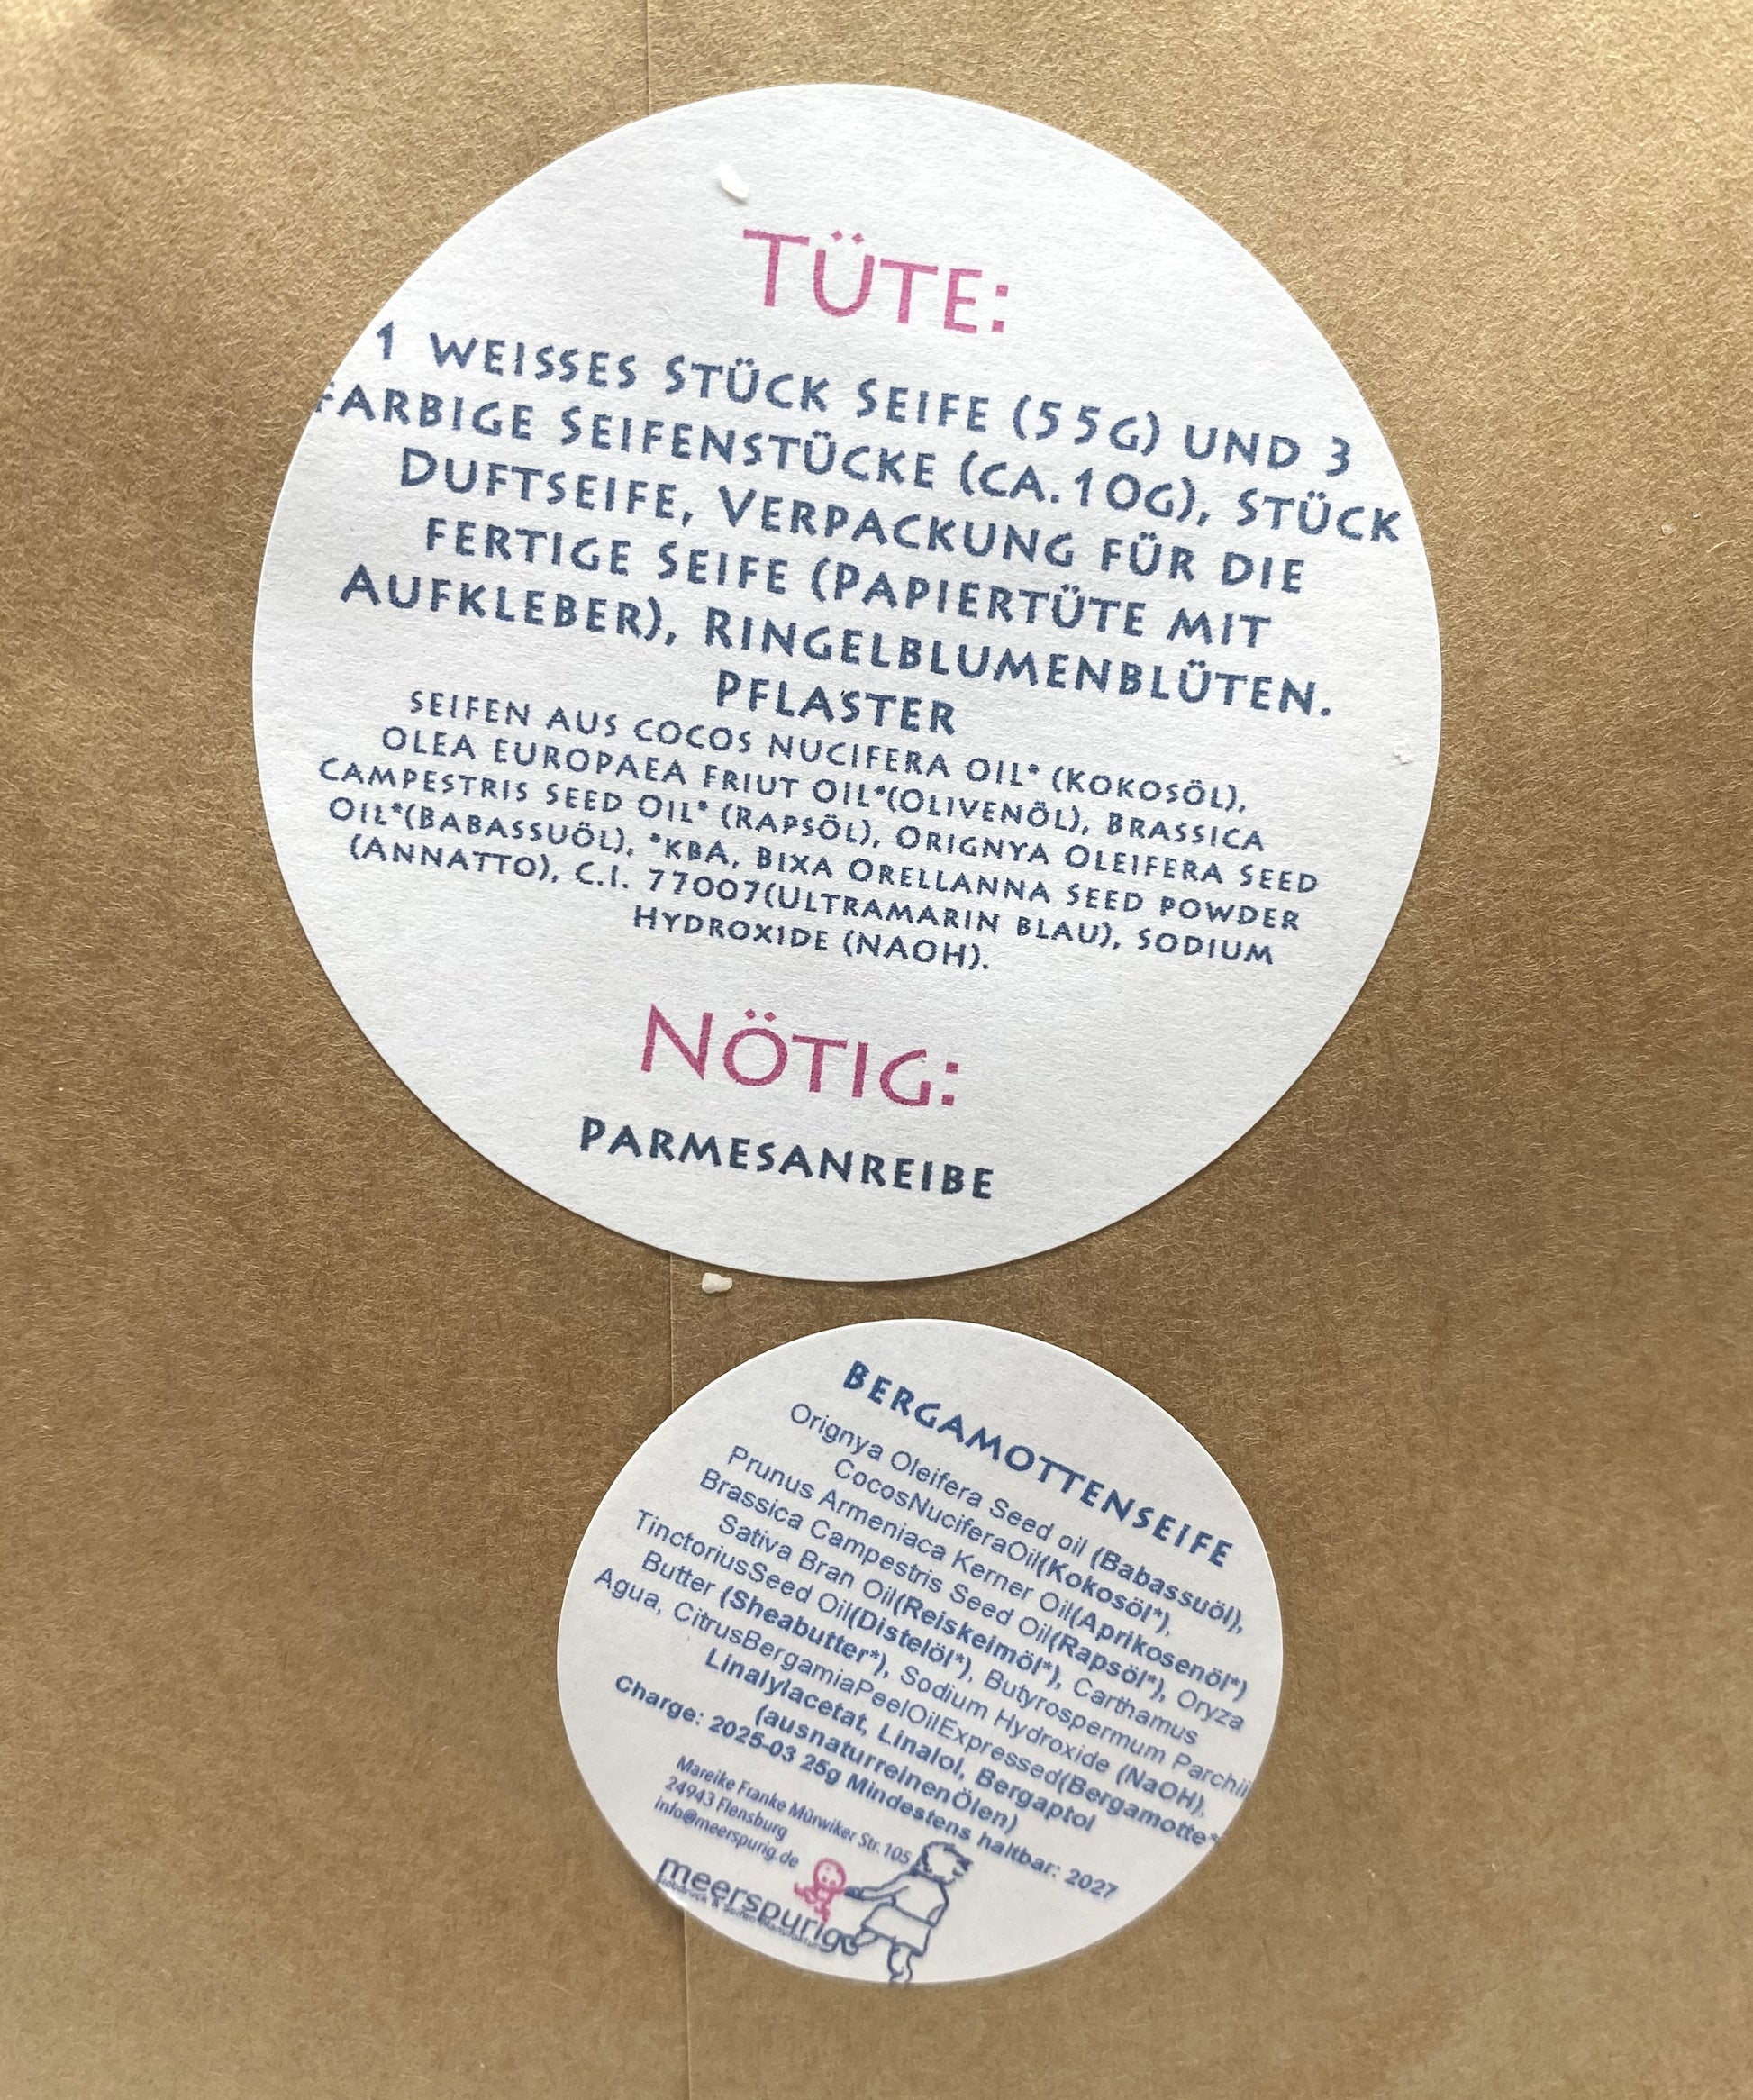 TÜTE:
1 WEISSES STÜCK SEIFE (55G) UND 3
FARBIGE SEIFENSTÜCKE (CA.10G), STÜCK
DUFTSEIFE, VERPACKUNG FÜR DIE
FERTIGE SEIFE (PAPIERTÜTE MIT
AUFKLEBER), RINGELBLUMENBLÜTEN.
PFLASTER
SEIFEN AUS COCOS NUCIFERA OIL* (KOKOSÖL),
OLEA EUROPAEA FRIUT OIL*(OLIVENÖL), BRASSICA
CAMPESTRIS SEED OIL* (RAPSÖL), ORIGNYA OLEIFERA SEED
OIL*(BABASSUÖL), *KBA, BIXA ORELLANNA SEED POWDER
(ANNATTO), C.I. 77007(ULTRAMARIN BLAU), SODIUM
HYDROXIDE (NAOH).
NÖTIG:
PARMESANREIBE
BERGAMOTTENSEIFE
Orignya Oleifera Seed oil (Babassuöl),
CocosNuciferaOil(Kokosöl*),
Prunus Armeniaca Kerner Oil(Aprikosenöl*)
Brassica Campestris Seed Oil(Rapsöl*), Oryza
Sativa Bran Oil(Reiskeimöl*), Carthamus
TinctoriusSeed Oil(Distelöl*), Butyrospermum Parchii
Butter (Sheabutter*), Sodium Hydroxide (NaOH),
Agua, CitrusBergamiaPeelOilExpressed(Bergamotte*
Linalylacetat, Linalol, Bergaptol
(ausnaturreinenÖlen)
Charge: 2025-03 25g Mindestens haltbar: 2027
Mareike Franke Mürwiker Str. 105
24943 Flensburg
info@meerspurig.de
meerspurig